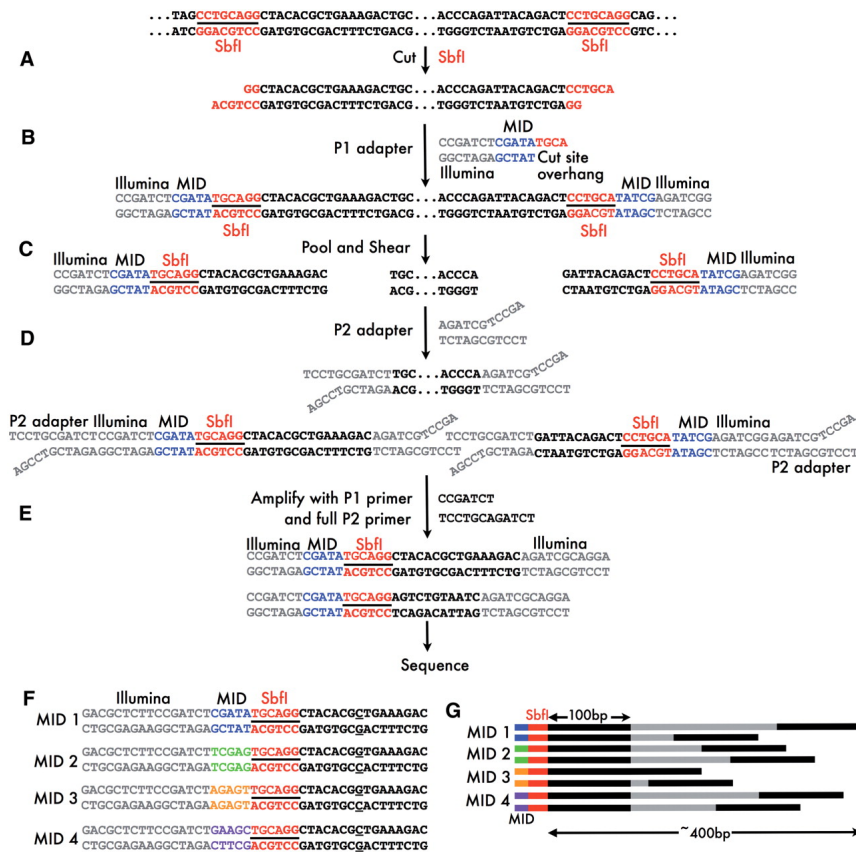 ...TAGCCTGCAGGCTACACGCTGAAAGACTGC...ACCCAGATTACAGACTCCTGCAGGCAG...
...ATCGGACGTCCGATGTGCGACTTTCTGACG...TGGGTCTAATGTCTGAGGACGTCCGTC...
SbfI SbfI
A
Cut SbfI
GGCTACACGCTGAAAGACTGC...ACCCAGATTACAGACTCCTGCA
ACGTCCGATGTGCGACTTTCTGACG...TGGGTCTAATGTCTGAGG
B
P1 adapter
MID
CCGATCTCGATATGCA
GGCTAGAGCTAT Cut site
Illumina overhang
Illumina MID MID Illumina
CCGATCTCGATATGCAGGCTACACGCTGAAAGACTGC...ACCCAGATTACAGACTCCTGCATATCGAGATCGG
GGCTAGAGCTATACGTCCGATGTGCGACTTTCTGACG...TGGGTCTAATGTCTGAGGACGTATAGCTCTAGCC
SbfI SbfI
C
Pool and Shear
Illumina MID SbfI SbfI MID Illumina
CCGATCTCGATATGCAGGCTACACGCTGAAAGAC TGC...ACCCA GATTACAGACTCCTGCATATCGAGATCGG
GGCTAGAGCTATACGTCCGATGTGCGACTTTCTG ACG...TGGGT CTAATGTCTGAGGACGTATAGCTCTAGCC
D
P2 adapter
AGATCGTCCGA
TCTAGCGTCCT
TCCTGCGATCTTGC...ACCCAAGATCGTCCGA
AGCCTGCTAGAACG...TGGGTTCTAGCGTCCT
P2 adapter Illumina MID SbfI SbfI MID Illumina
TCCTGCGATCTCCGATCTCGATATGCAGGCTACACGCTGAAAGACAGATCGTCCGA TCCTGCGATCTGATTACAGACTCCTGCATATCGAGATCGGAGATCGTCCGA
AGCCTGCTAGAGGCTAGAGCTATACGTCCGATGTGCGACTTTCTGTCTAGCGTCCT AGCCTGCTAGACTAATGTCTGAGGACGTATAGCTCTAGCCTCTAGCGTCCT
P2 adapter
E
Amplify with P1 primer CCGATCT
and full P2 primer TCCTGCAGATCT
Illumina MID SbfI Illumina
CCGATCTCGATATGCAGGCTACACGCTGAAAGACAGATCGCAGGA
GGCTAGAGCTATACGTCCGATGTGCGACTTTCTGTCTAGCGTCCT
CCGATCTCGATATGCAGGAGTCTGTAATCAGATCGCAGGA
GGCTAGAGCTATACGTCCTCAGACATTAGTCTAGCGTCCT
Sequence
F
Illumina MID SbfI
MID 1
GACGCTCTTCCGATCTCGATATGCAGGCTACACGCTGAAAGAC
CTGCGAGAAGGCTAGAGCTATACGTCCGATGTGCGACTTTCTG
MID 2
GACGCTCTTCCGATCTTCGAGTGCAGGCTACACGGTGAAAGAC
CTGCGAGAAGGCTAGATCGAGACGTCCGATGTGCCACTTTCTG
MID 3
GACGCTCTTCCGATCTAGAGTTGCAGGCTACACGGTGAAAGAC
CTGCGAGAAGGCTAGAAGAGTACGTCCGATGTGCCACTTTCTG
MID 4
GACGCTCTTCCGATCTGAAGCTGCAGGCTACACGCTGAAAGAC
CTGCGAGAAGGCTAGACTTCGACGTCCGATGTGCGACTTTCTG
G
SbfI 100bp
MID 1
MID 2
MID 3
MID 4
MID
~400bp